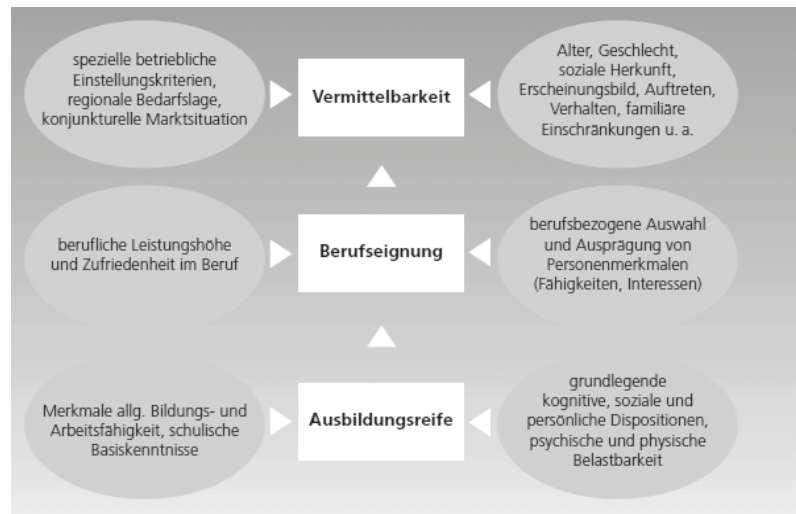 spezielle betriebliche
Einstellungskriterien,
regionale Bedarfslage,
konjunkturelle Marktsituation
Vermittelbarkeit
Alter, Geschlecht,
soziale Herkunft,
Erscheinungsbild, Auftreten,
Verhalten, familiäre
Einschränkungen u. a.
berufliche Leistungshöhe
und Zufriedenheit im Beruf
Berufseignung
berufsbezogene Auswahl
und Ausprägung von
Personenmerkmalen
(Fähigkeiten, Interessen)
Merkmale allg. Bildungs- und
Arbeitsfähigkeit, schulische
Basiskenntnisse
Ausbildungsreife
grundlegende
kognitive, soziale und
persönliche Dispositionen,
psychische und physische
Belastbarkeit